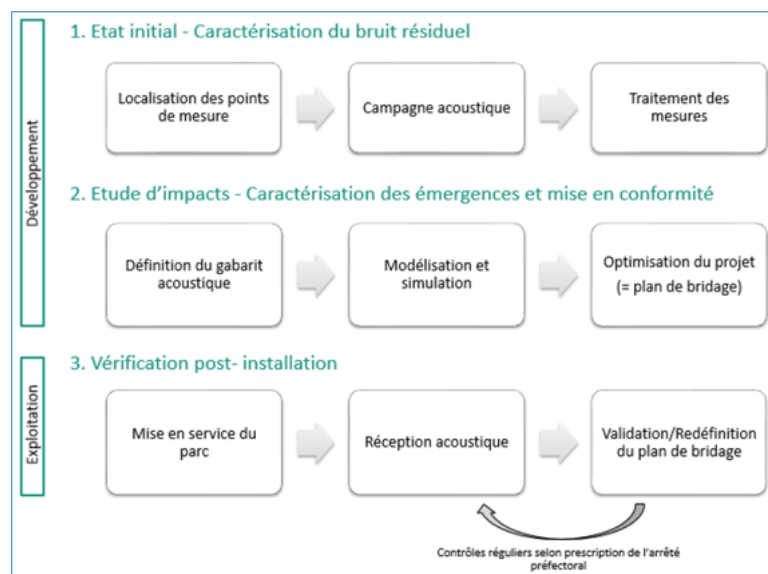 Développement
1. Etat initial - Caractérisation du bruit résiduel
Localisation des points
de mesure
Campagne acoustique
Traitement des
mesures
2. Etude d'impacts - Caractérisation des émergences et mise en conformité
Définition du gabarit
acoustique
Modélisation et
simulation
Optimisation du projet
(= plan de bridage)
Exploitation
3. Vérification post- installation
Mise en service du
parc
Réception acoustique
Validation/Redéfinition
du plan de bridage
Contrôles réguliers selon prescription de l'arrêté
préfectoral